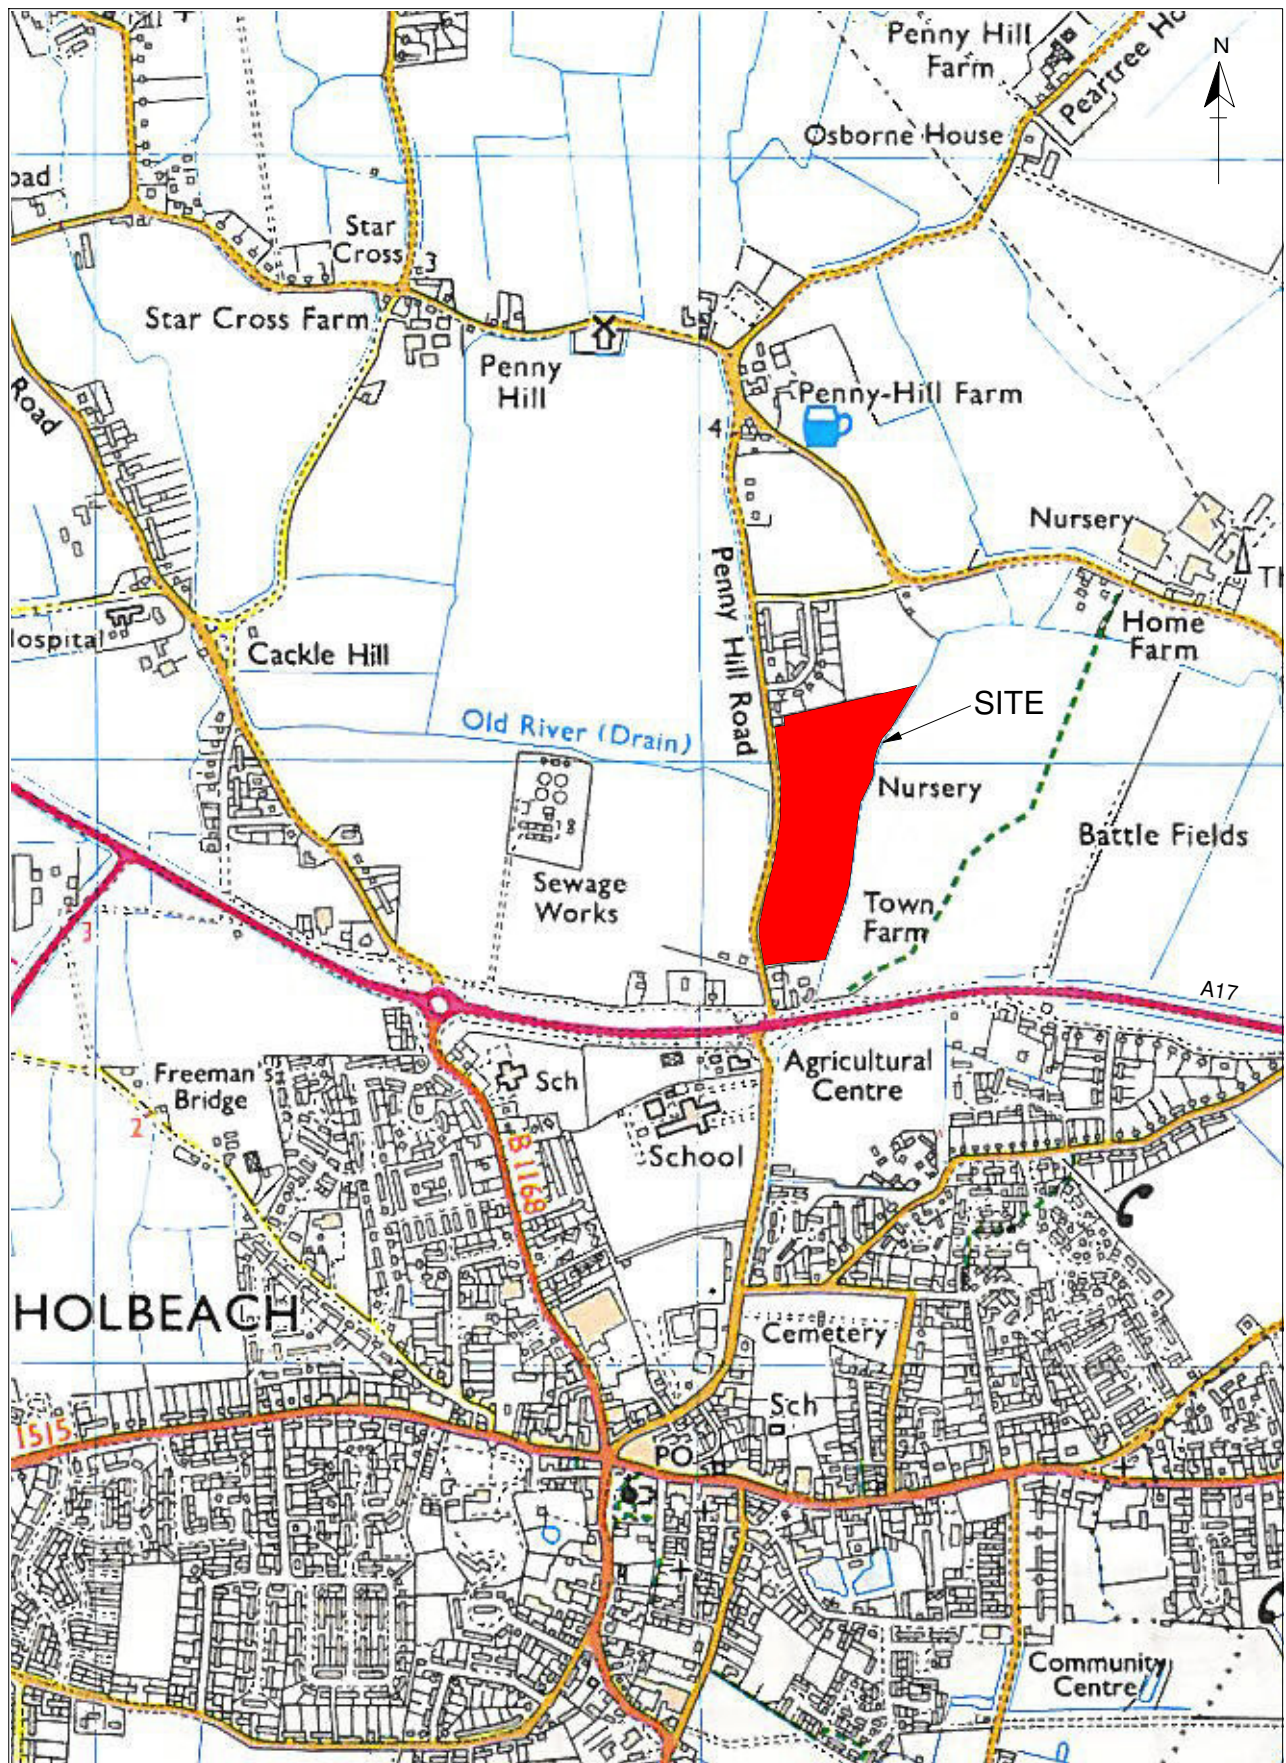 Penny Hill
Farm
N
Peartree Ho
Osborne House
oad
Star
Cross
3
Star Cross Farm
Penny
Hill
Road
Penny-Hill Farm
4
Nursery
Penny Hill Road
TH
Home
Farm
ospital
Cackle Hill
SITE
Old River (Drain)
Nursery
Battle Fields
Sewage
Works
Town
Farm
3
A17
Freeman's
Bridge
Sch
Agricultural
Centre
2
B 1168
School
HOLBEACH
Cemetery
Sch
1515
PO
Community
Centre